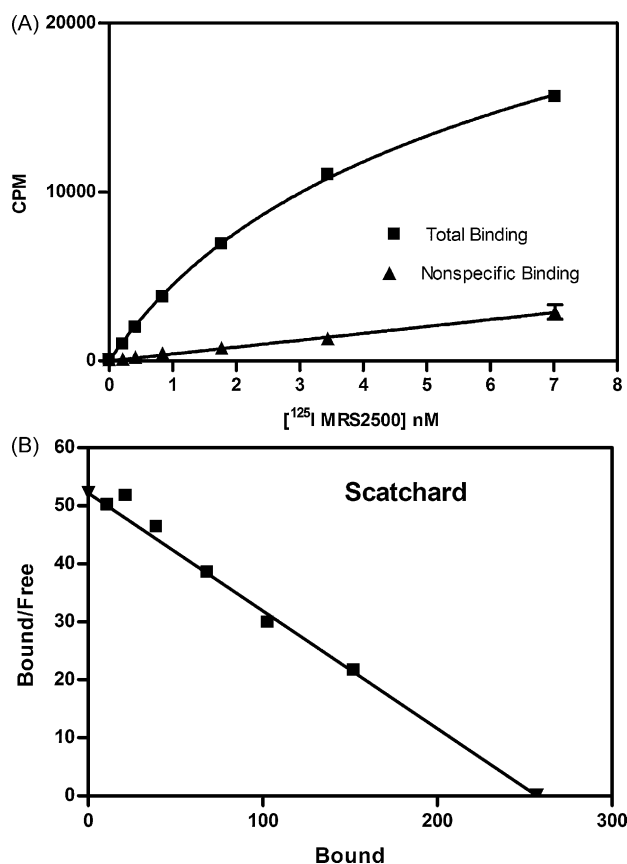 (A)
20000
10000
0
CPM
Total Binding
Nonspecific Binding
0 1 2 3 4 5 6 7 8
[¹²⁵I MRS2500] nM
(B)
60
50
40
30
20
10
0
Bound/Free
Scatchard
0 100 200 300
Bound